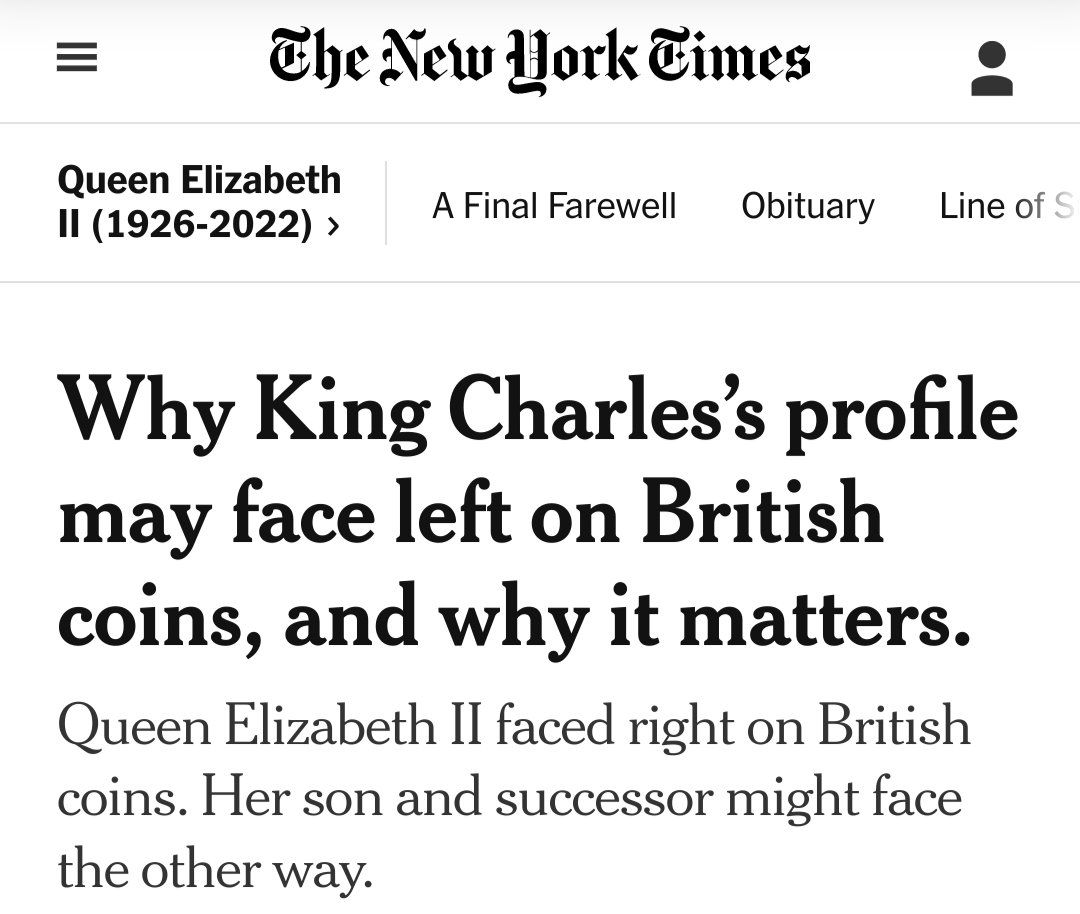 The New York Times
Queen Elizabeth
II (1926-2022) ›
A Final Farewell
Obituary
Line of S
Why King Charles’s profile
may face left on British
coins, and why it matters.
Queen Elizabeth II faced right on British
coins. Her son and successor might face
the other way.